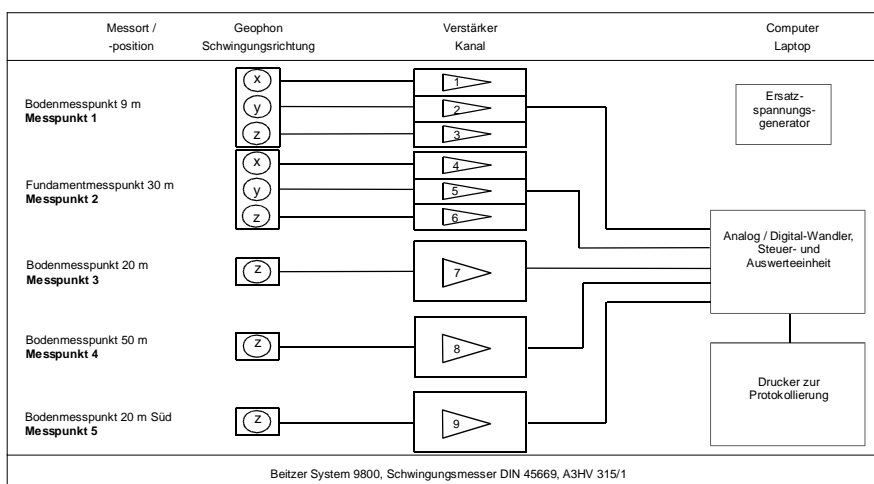 Messort /
-position
Geophon
Schwingungsrichtung
Verstärker
Kanal
Computer
Laptop
Bodenmesspunkt 9 m
Messpunkt 1
x
y
z
1
2
3
Ersatz-
spannungs-
generator
Fundamentmesspunkt 30 m
Messpunkt 2
x
y
z
4
5
6
Analog / Digital-Wandler,
Steuer- und
Auswerteeinheit
Bodenmesspunkt 20 m
Messpunkt 3
z
7
Bodenmesspunkt 50 m
Messpunkt 4
z
8
Drucker zur
Protokollierung
Bodenmesspunkt 20 m Süd
Messpunkt 5
z
9
Beitzer System 9800, Schwingungsmesser DIN 45669, A3HV 315/1